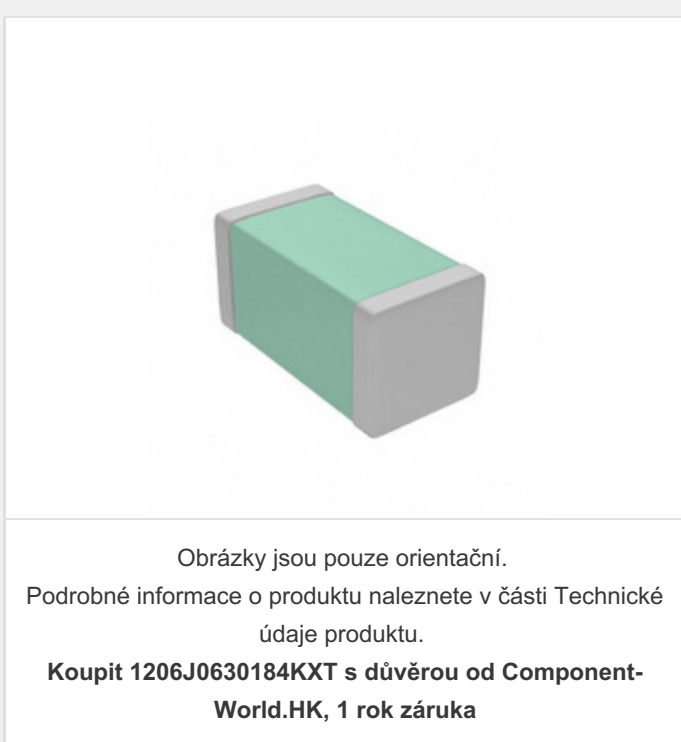 Obrázky jsou pouze orientační.
Podrobné informace o produktu naleznete v části Technické
údaje produktu.
Koupit 1206J0630184KXT s důvěrou od Component-
World.HK, 1 rok záruka